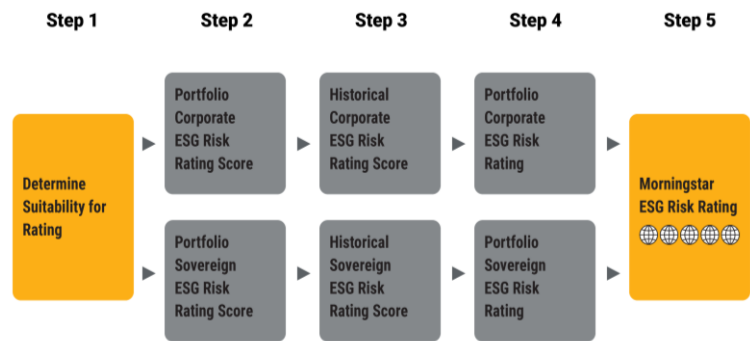 Step 1
Step 2
Step 3
Step 4
Step 5
Determine
Suitability for
Rating
Portfolio
Corporate
ESG Risk
Rating Score
Historical
Corporate
ESG Risk
Rating Score
Portfolio
Corporate
ESG Risk
Rating
Portfolio
Sovereign
ESG Risk
Rating Score
Historical
Sovereign
ESG Risk
Rating Score
Portfolio
Sovereign
ESG Risk
Rating
Morningstar
ESG Risk Rating